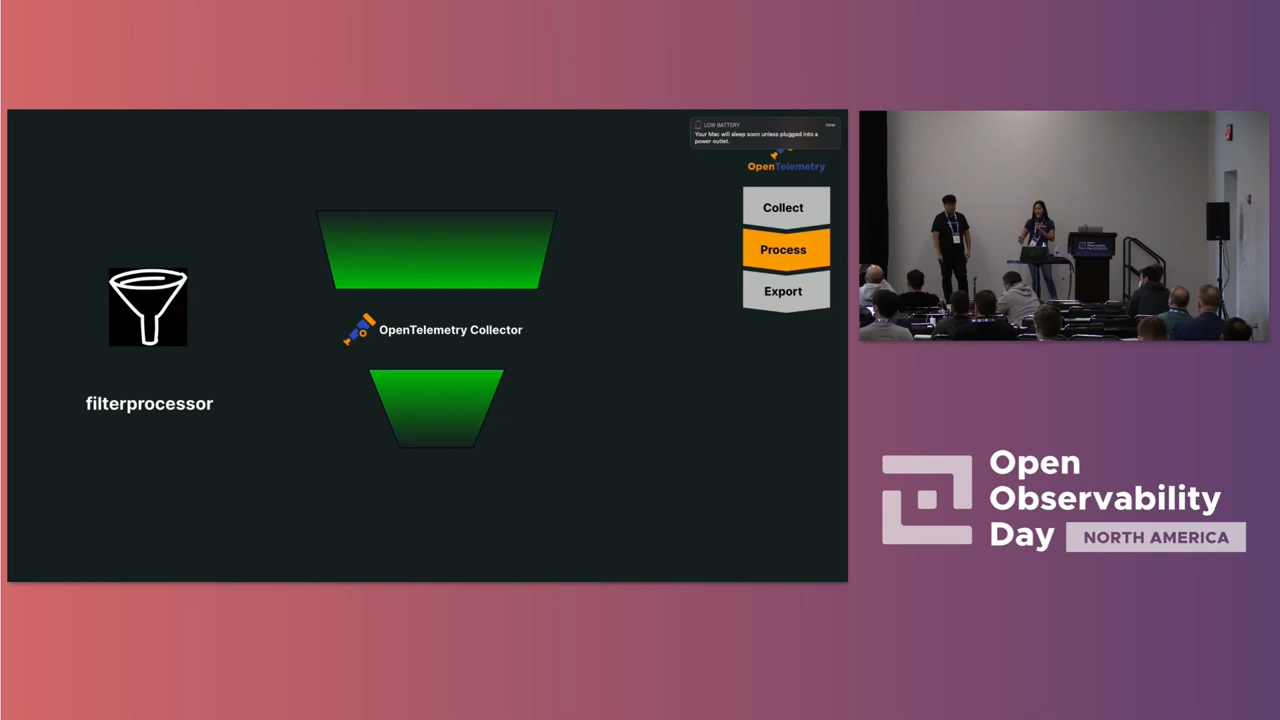 LOW BATTERY
now
Your Mac will sleep soon unless plugged into a
power outlet.
OpenTelemetry
Collect
Process
Export
OpenTelemetry Collector
filterprocessor
Open
Observability
Day
NORTH AMERICA